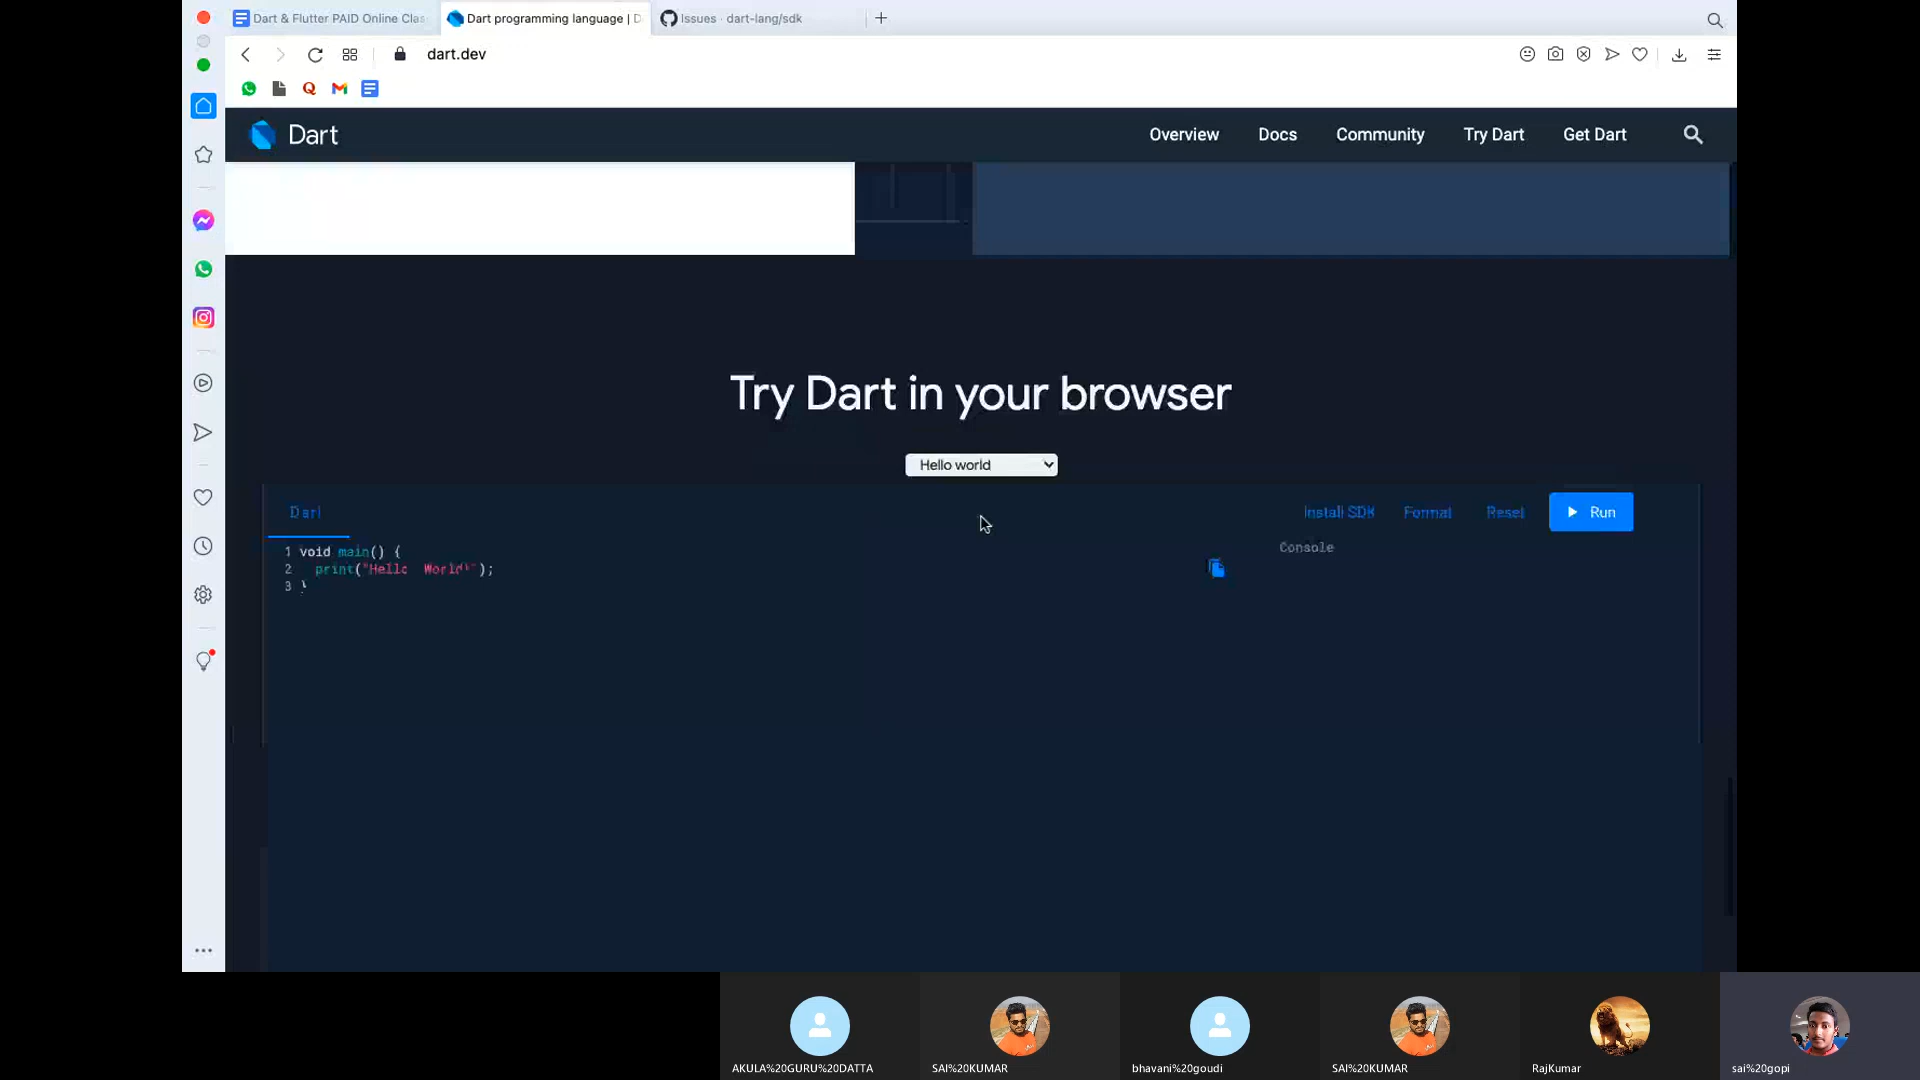 Dart & Flutter PAID Online Clas
Dart programming language | D
Issues · dart-lang/sdk
dart.dev
Dart
Overview
Docs
Community
Try Dart
Get Dart
Try Dart in your browser
Hello world
Dart
Install SDK
Format
Reset
Run
Console
1 void main() {
2 print("Hello, World!");
3 }
AKULA%20GURU%20DATTA
SAI%20KUMAR
bhavani%20goudi
SAI%20KUMAR
RajKumar
sai%20gopi